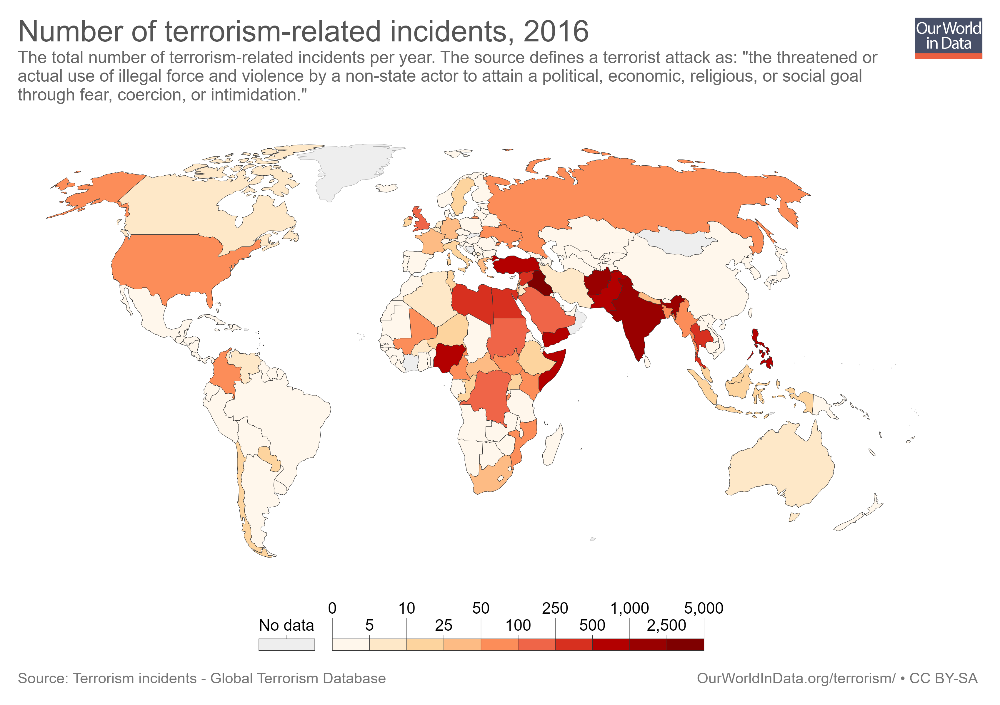 Number of terrorism-related incidents, 2016
Our World
in Data
The total number of terrorism-related incidents per year. The source defines a terrorist attack as: "the threatened or
actual use of illegal force and violence by a non-state actor to attain a political, economic, religious, or social goal
through fear, coercion, or intimidation."
0 10 50 250 1,000 5,000
No data 5 25 100 500 2,500
Source: Terrorism incidents - Global Terrorism Database
OurWorldInData.org/terrorism/ • CC BY-SA